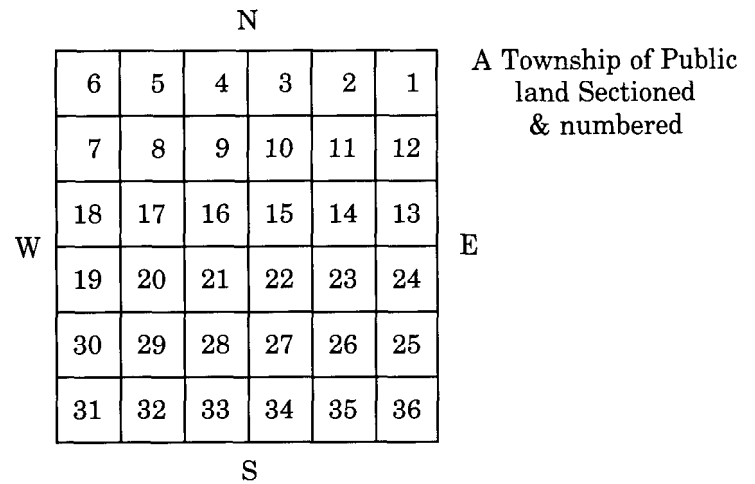 N
A Township of Public
land Sectioned
& numbered
6 5 4 3 2 1
7 8 9 10 11 12
18 17 16 15 14 13
W E
19 20 21 22 23 24
30 29 28 27 26 25
31 32 33 34 35 36
S